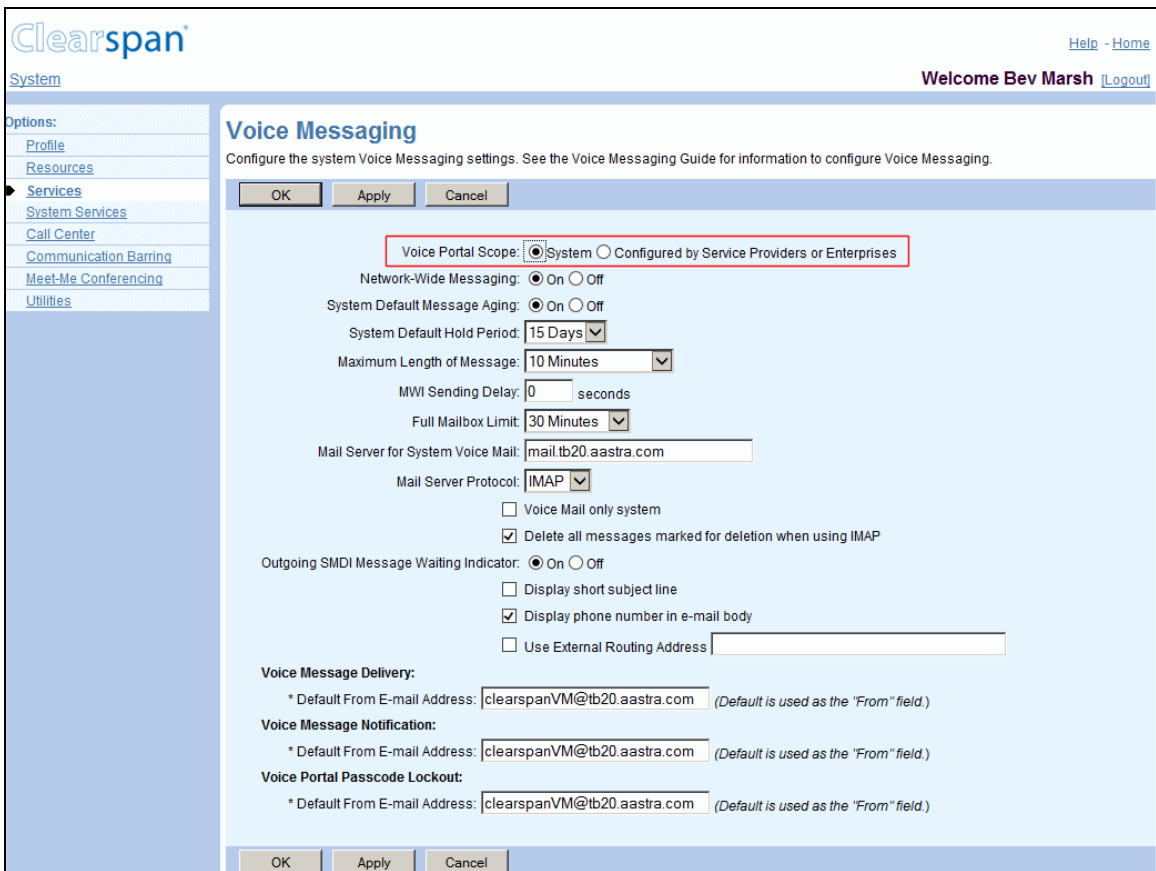 Clearspan®
Help - Home
System
Welcome Bev Marsh [Logout]
Options:
Profile
Resources
Services
System Services
Call Center
Communication Barring
Meet-Me Conferencing
Utilities
Voice Messaging
Configure the system Voice Messaging settings. See the Voice Messaging Guide for information to configure Voice Messaging.
OK Apply Cancel
Voice Portal Scope: System Configured by Service Providers or Enterprises
Network-Wide Messaging: On Off
System Default Message Aging: On Off
System Default Hold Period: 15 Days
Maximum Length of Message: 10 Minutes
MWI Sending Delay: 0 seconds
Full Mailbox Limit: 30 Minutes
Mail Server for System Voice Mail: mail.tb20.aastra.com
Mail Server Protocol: IMAP
Voice Mail only system
Delete all messages marked for deletion when using IMAP
Outgoing SMDI Message Waiting Indicator: On Off
Display short subject line
Display phone number in e-mail body
Use External Routing Address
Voice Message Delivery:
* Default From E-mail Address: clearspanVM@tb20.aastra.com (Default is used as the "From" field.)
Voice Message Notification:
* Default From E-mail Address: clearspanVM@tb20.aastra.com (Default is used as the "From" field.)
Voice Portal Passcode Lockout:
* Default From E-mail Address: clearspanVM@tb20.aastra.com (Default is used as the "From" field.)
OK Apply Cancel